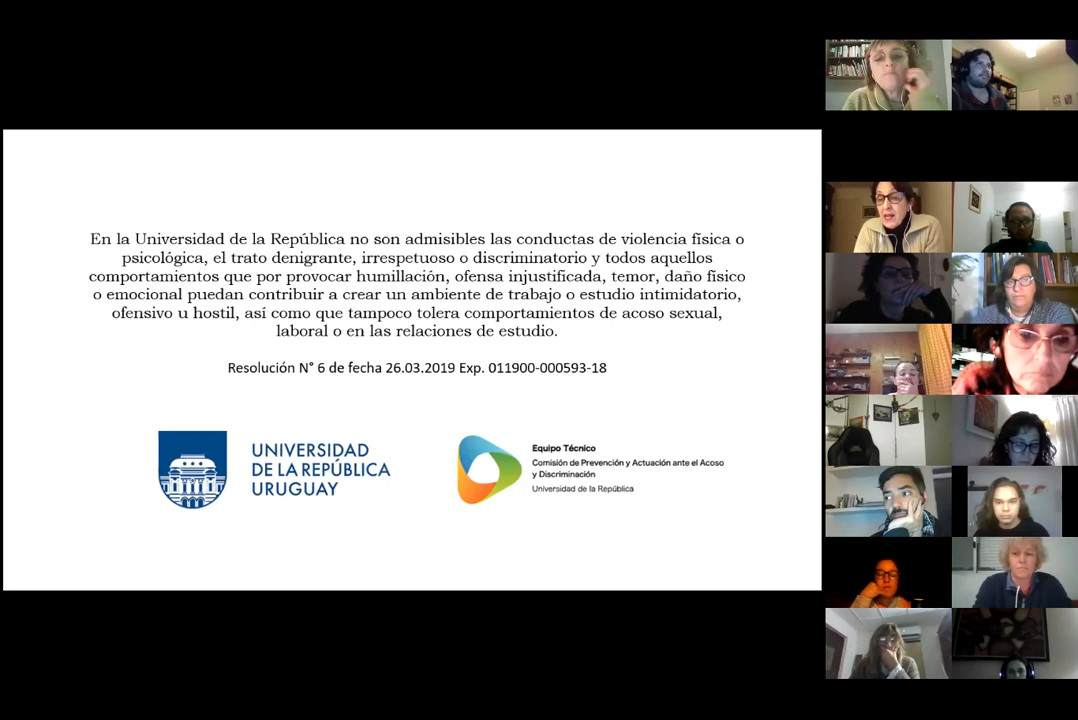 En la Universidad de la República no son admisibles las conductas de violencia física o
psicológica, el trato denigrante, irrespetuoso o discriminatorio y todos aquellos
comportamientos que por provocar humillación, ofensa injustificada, temor, daño físico
o emocional puedan contribuir a crear un ambiente de trabajo o estudio intimidatorio,
ofensivo u hostil, así como que tampoco tolera comportamientos de acoso sexual,
laboral o en las relaciones de estudio.
Resolución N° 6 de fecha 26.03.2019 Exp. 011900-000593-18
UNIVERSIDAD
DE LA REPÚBLICA
URUGUAY
Equipo Técnico
Comisión de Prevención y Actuación ante el Acoso
y Discriminación
Universidad de la República